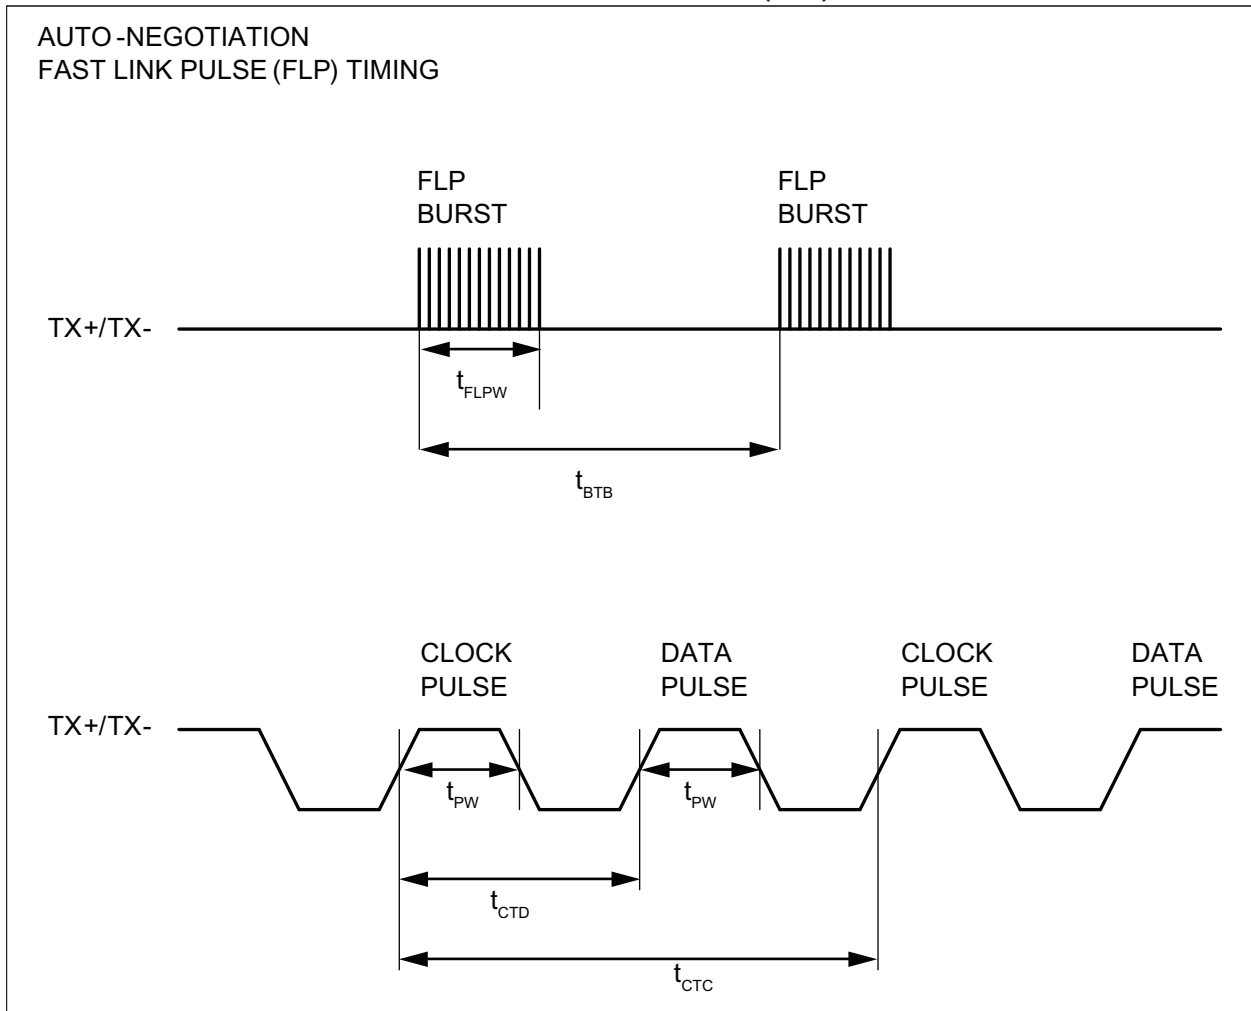 AUTO-NEGOTIATION
FAST LINK PULSE (FLP) TIMING
FLP
BURST
FLP
BURST
TX+/TX-
tFLPW
tBTB
CLOCK
PULSE
DATA
PULSE
CLOCK
PULSE
DATA
PULSE
TX+/TX-
tPW
tPW
tCTD
tCTC